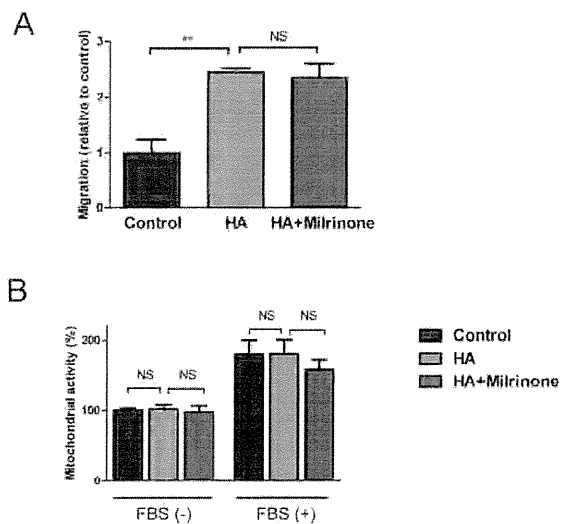 A
Migration (relative to control)
3
2
1
0
** NS
Control HA HA+Milrinone
B
Mitochondrial activity (%)
200
100
0
NS NS NS NS
FBS (-) FBS (+)
Control
HA
HA+Milrinone